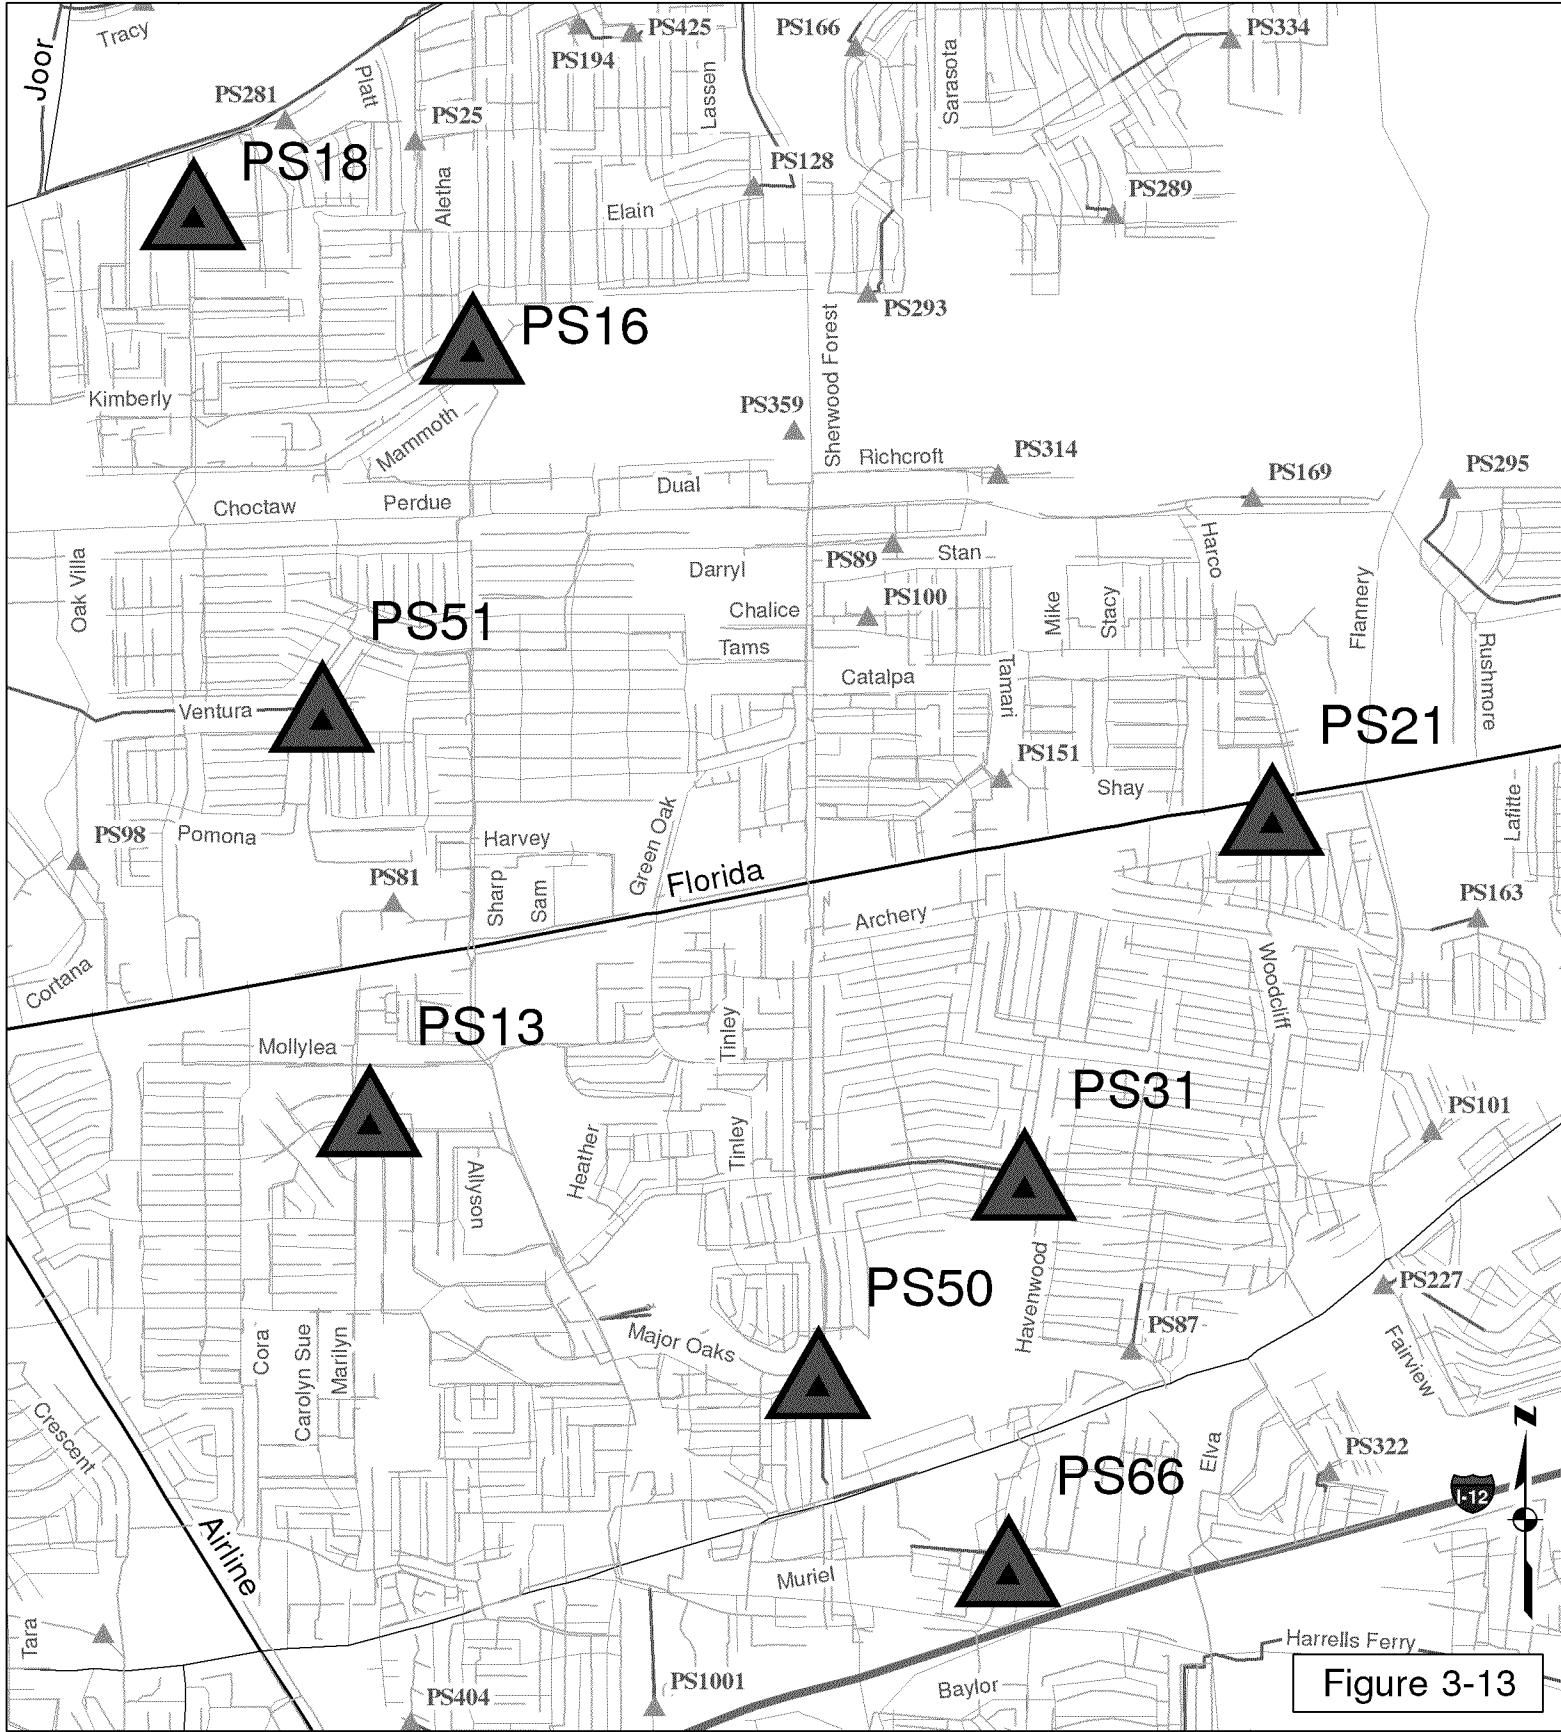 Joor
Tracy
PS194
PS425
PS166
Sarasota
PS334
Platt
PS281
PS25
Lassen
PS18
PS128
Aletha
Elain
PS289
PS16
PS293
Sherwood Forest
Kimberly
PS359
Mammoth
Richcroft
PS314
PS169
PS295
Choctaw
Perdue
Dual
Oak Villa
Darryl
PS89
Stan
Harco
PS51
Chalice
PS100
Mike
Stacy
Flannery
Tams
Catalpa
Tamari
Rushmore
Ventura
PS21
PS151
Shay
PS98
Pomona
Harvey
Green Oak
Lafitte
PS81
Sharp
Sam
Florida
PS163
Archery
Cortana
Woodcliff
PS13
Tinley
Mollylea
PS31
PS101
Heather
Tinley
Allyson
PS50
Havenwood
PS227
PS87
Major Oaks
Cora
Carolyn Sue
Marilyn
Fairview
Crescent
Elva
PS322
PS66
I-12
N
Airline
Muriel
Tara
Harrells Ferry
PS404
PS1001
Baylor
Figure 3-13